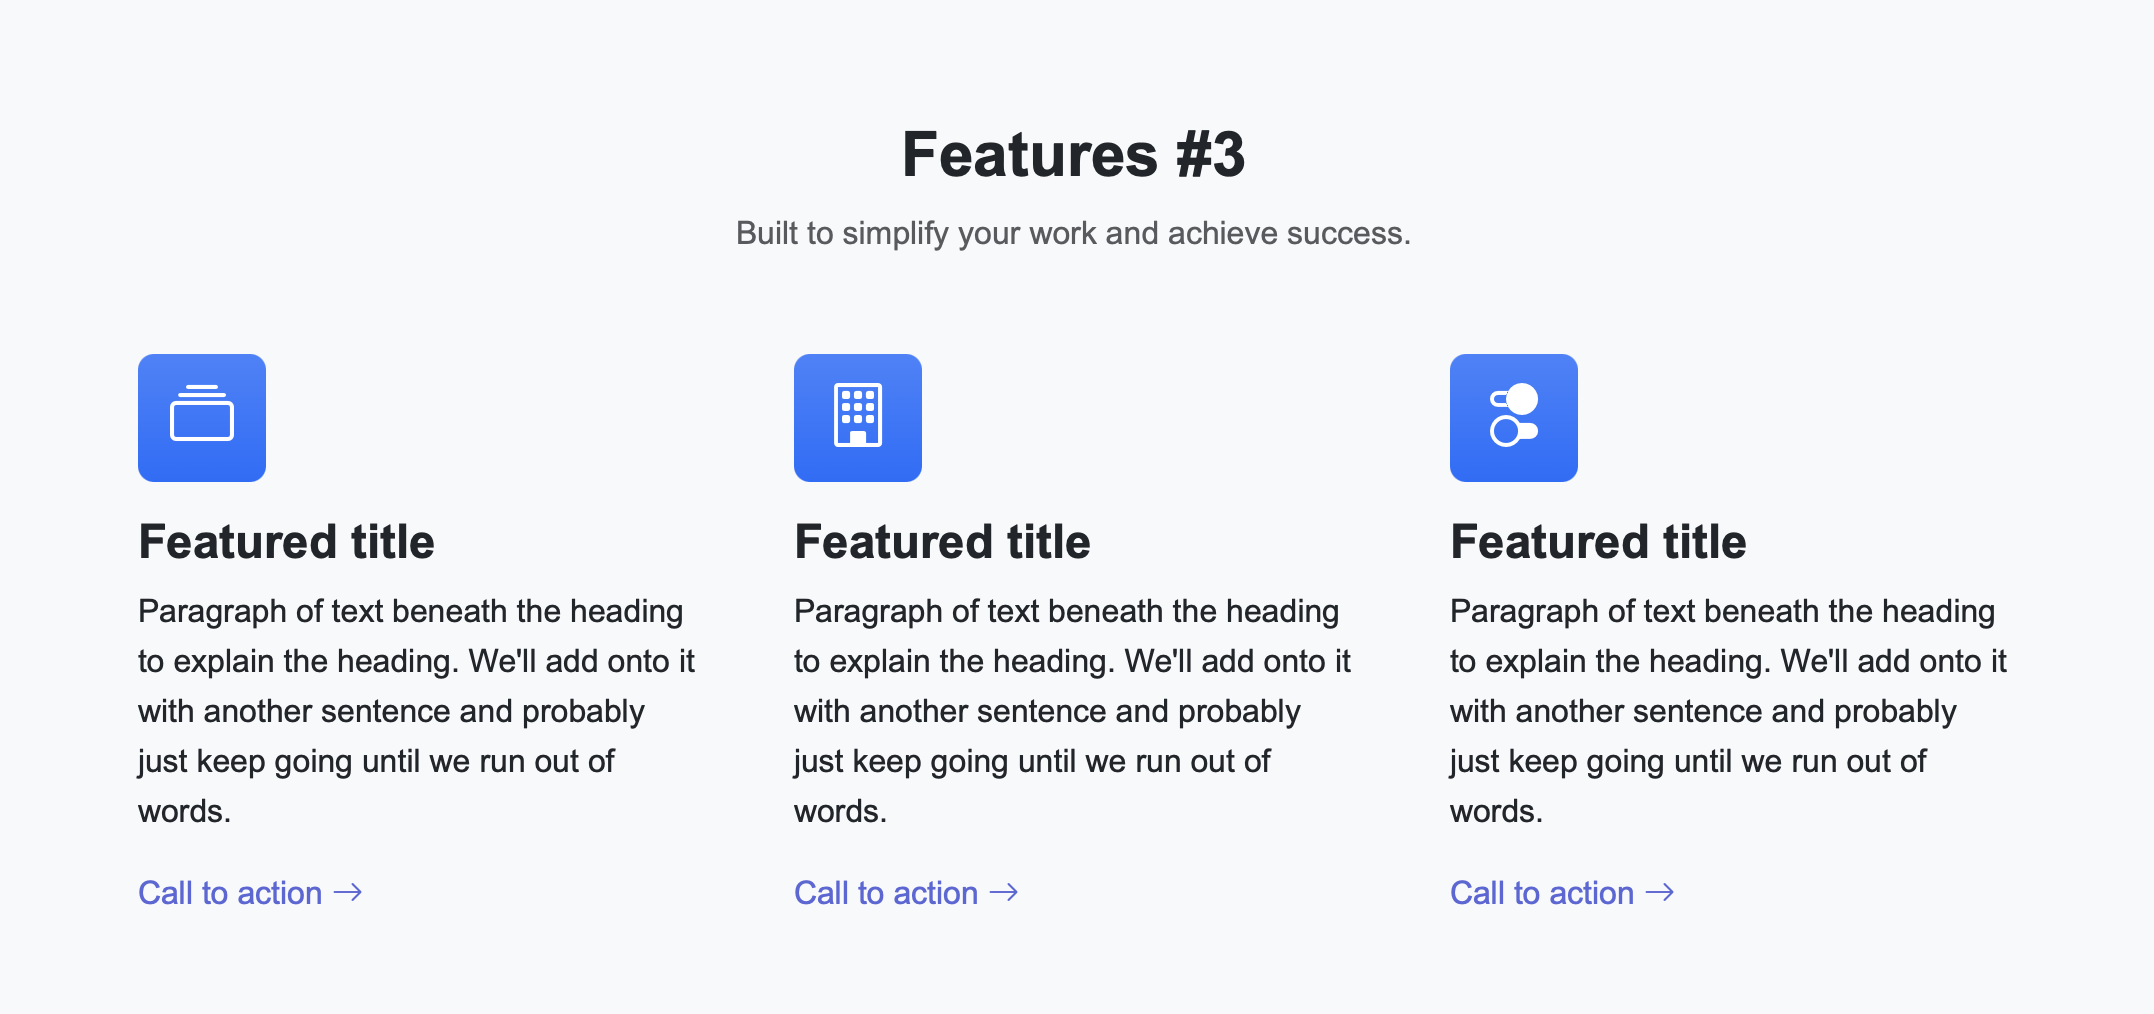 Features #3
Built to simplify your work and achieve success.
Featured title
Paragraph of text beneath the heading
to explain the heading. We'll add onto it
with another sentence and probably
just keep going until we run out of
words.
Call to action →
Featured title
Paragraph of text beneath the heading
to explain the heading. We'll add onto it
with another sentence and probably
just keep going until we run out of
words.
Call to action →
Featured title
Paragraph of text beneath the heading
to explain the heading. We'll add onto it
with another sentence and probably
just keep going until we run out of
words.
Call to action →